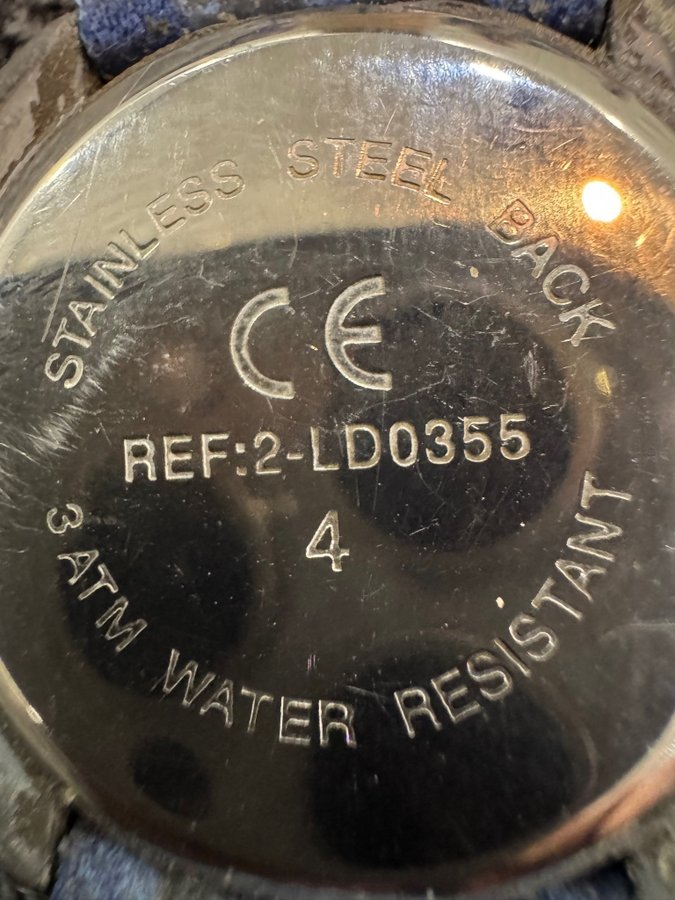 STAINLESS STEEL BACK
CE
REF:2-LD0355
4
3 ATM WATER RESISTANT